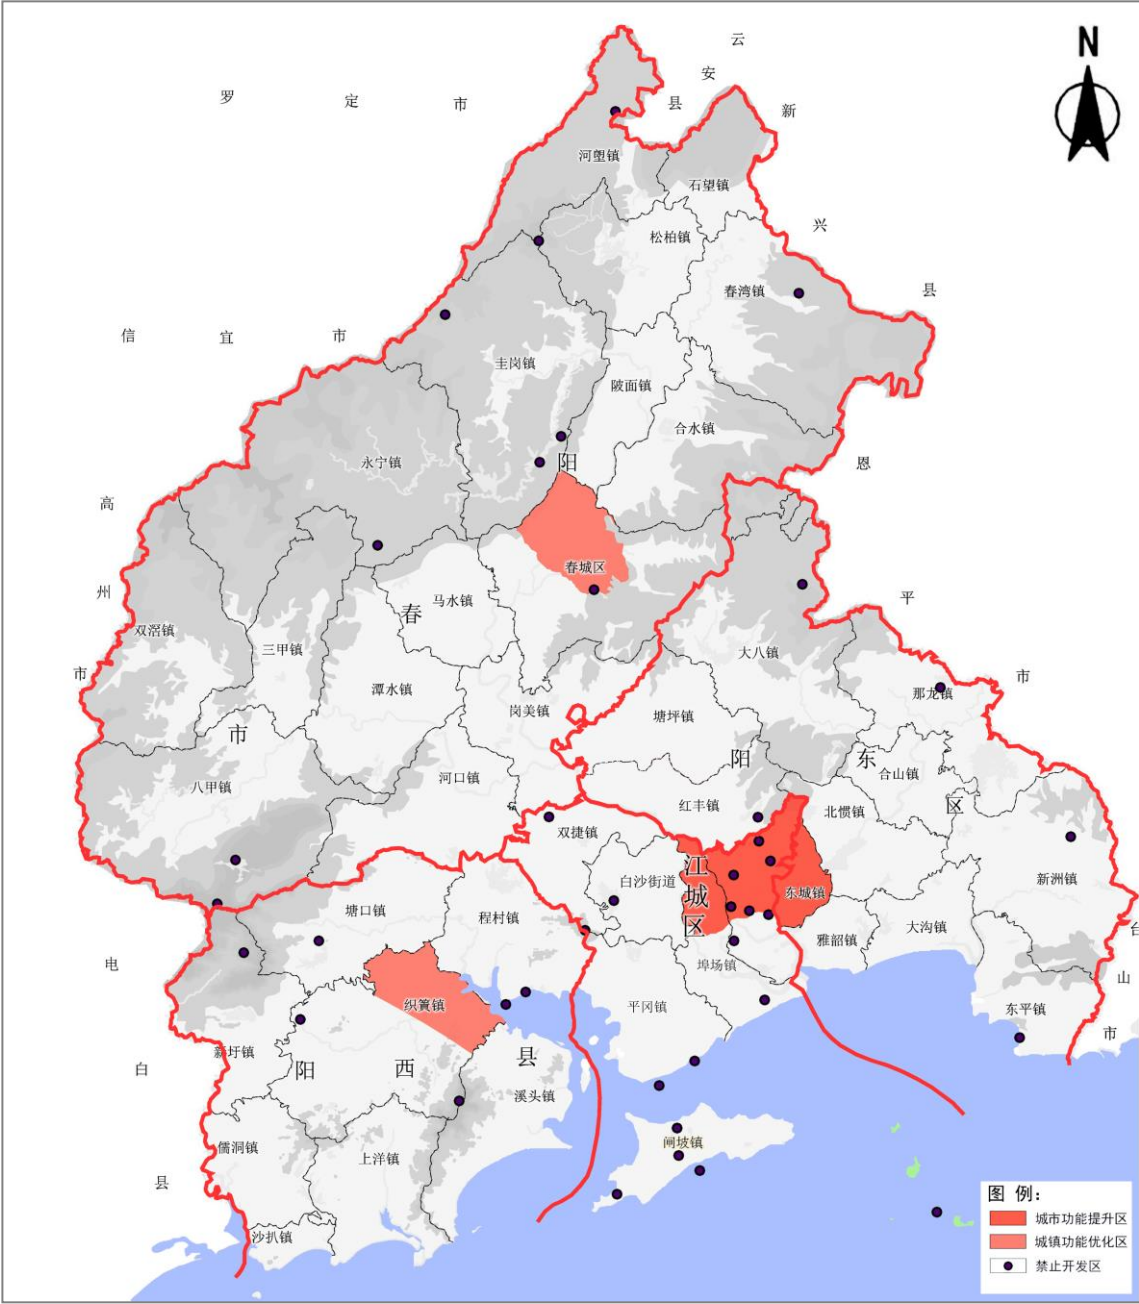 N
云
安
县
新
罗
定
市
河塱镇
石望镇
兴
松柏镇
春湾镇
县
信
宜
市
圭岗镇
陂面镇
合水镇
永宁镇
阳
恩
高
春城区
州
马水镇
春
平
双滘镇
三甲镇
大八镇
市
潭水镇
岗美镇
塘坪镇
那龙镇
市
市
阳
东
八甲镇
河口镇
合山镇
红丰镇
北惯镇
区
双捷镇
江
城
区
白沙街道
东城镇
新洲镇
塘口镇
程村镇
雅韶镇
大沟镇
台
电
埠场镇
山
织篢镇
平冈镇
东平镇
市
新圩镇
阳
西
县
白
溪头镇
儒洞镇
上洋镇
闸坡镇
县
沙扒镇
图 例：
城市功能提升区
城镇功能优化区
禁止开发区